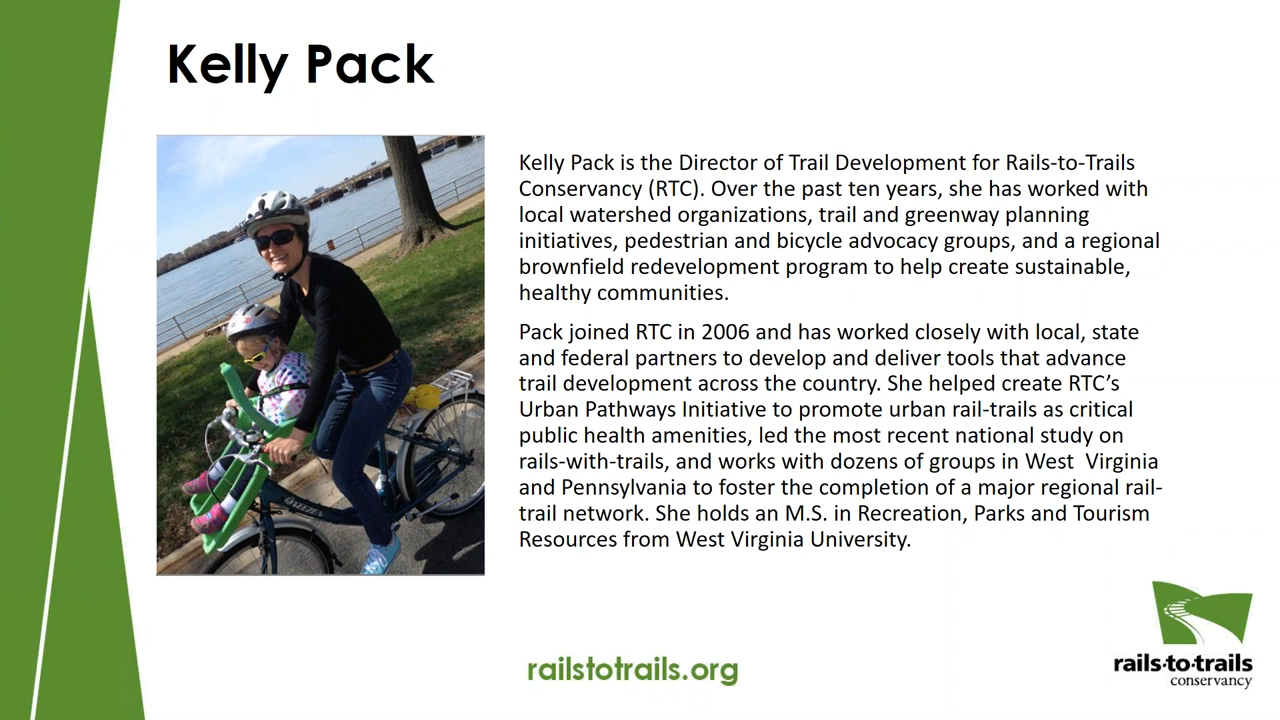 Kelly Pack
Kelly Pack is the Director of Trail Development for Rails-to-Trails
Conservancy (RTC). Over the past ten years, she has worked with
local watershed organizations, trail and greenway planning
initiatives, pedestrian and bicycle advocacy groups, and a regional
brownfield redevelopment program to help create sustainable,
healthy communities.
Pack joined RTC in 2006 and has worked closely with local, state
and federal partners to develop and deliver tools that advance
trail development across the country. She helped create RTC’s
Urban Pathways Initiative to promote urban rail-trails as critical
public health amenities, led the most recent national study on
rails-with-trails, and works with dozens of groups in West  Virginia
and Pennsylvania to foster the completion of a major regional rail-
trail network. She holds an M.S. in Recreation, Parks and Tourism
Resources from West Virginia University.
railstotrails.org
rails·to·trails
conservancy